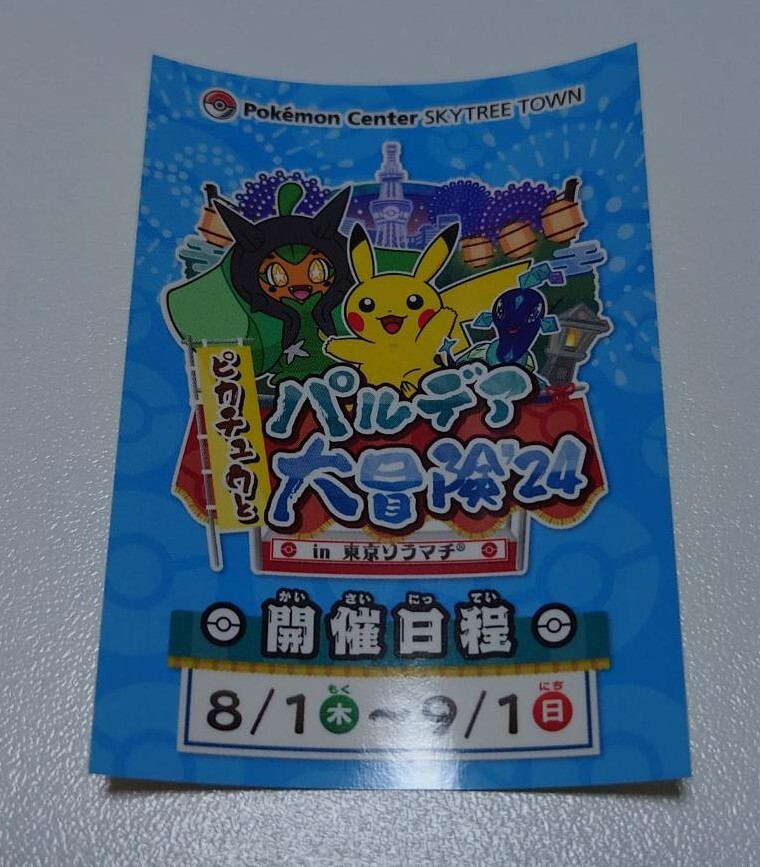 Pokémon Center SKYTREE TOWN
ピカチュウと
パルデア
大冒険'24
in 東京ソラマチ®
かい さい にっ てい
開催日程
もく にち
8/1木〜9/1日